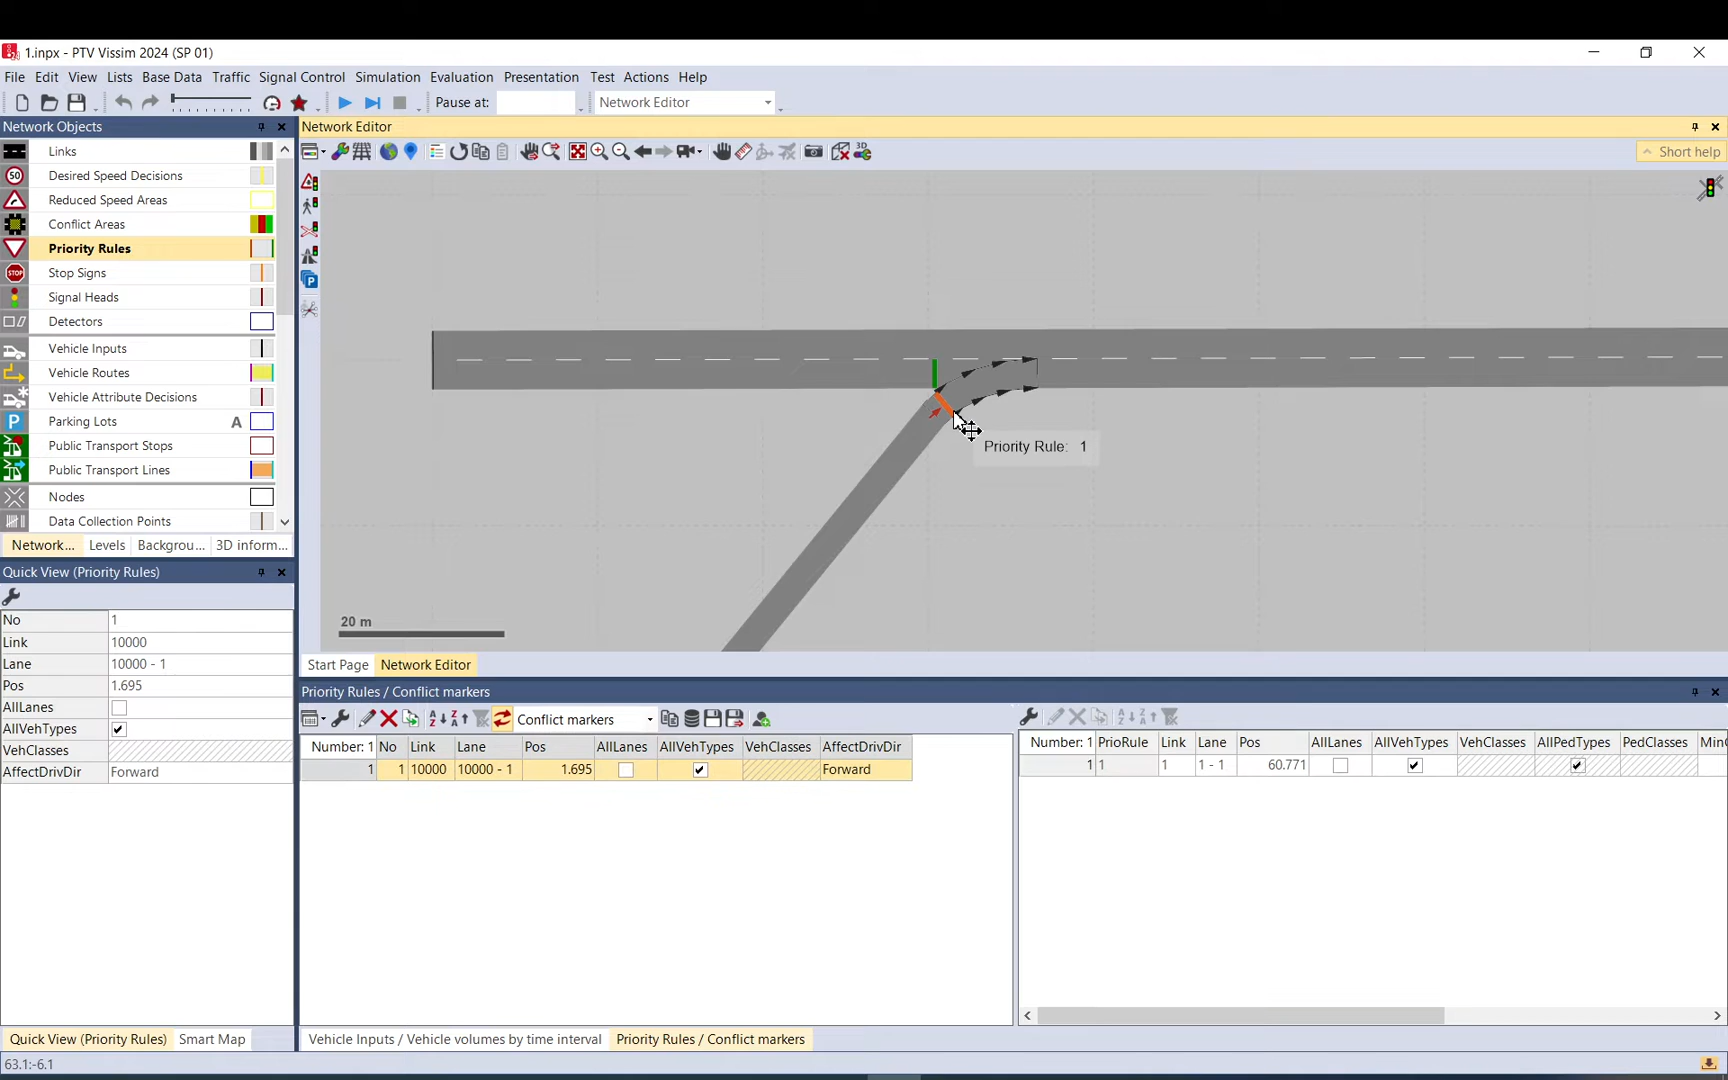 1.inpx - PTV Vissim 2024 (SP 01)
File Edit View Lists Base Data Traffic Signal Control Simulation Evaluation Presentation Test Actions Help
Pause at: Network Editor
Network Objects
Network Editor
Links
Short help
50 Desired Speed Decisions
Reduced Speed Areas
Conflict Areas
Priority Rules
STOP Stop Signs
Signal Heads
Detectors
Vehicle Inputs
Vehicle Routes
Vehicle Attribute Decisions
P Parking Lots A
Public Transport Stops
Priority Rule: 1
Public Transport Lines
Nodes
Data Collection Points
Network... Levels Backgrou... 3D inform...
Quick View (Priority Rules)
No 1
20 m
Link 10000
Lane 10000 - 1
Start Page Network Editor
Pos 1.695
Priority Rules / Conflict markers
AllLanes
AllVehTypes
Conflict markers
VehClasses
AffectDrivDir Forward
Number: 1 No Link Lane Pos AllLanes AllVehTypes VehClasses AffectDrivDir
1 1 10000 10000 - 1 1.695 Forward
Number: 1 PrioRule Link Lane Pos AllLanes AllVehTypes VehClasses AllPedTypes PedClasses MinG
1 1 1 1 - 1 60.771
Quick View (Priority Rules) Smart Map
Vehicle Inputs / Vehicle volumes by time interval Priority Rules / Conflict markers
63.1:-6.1